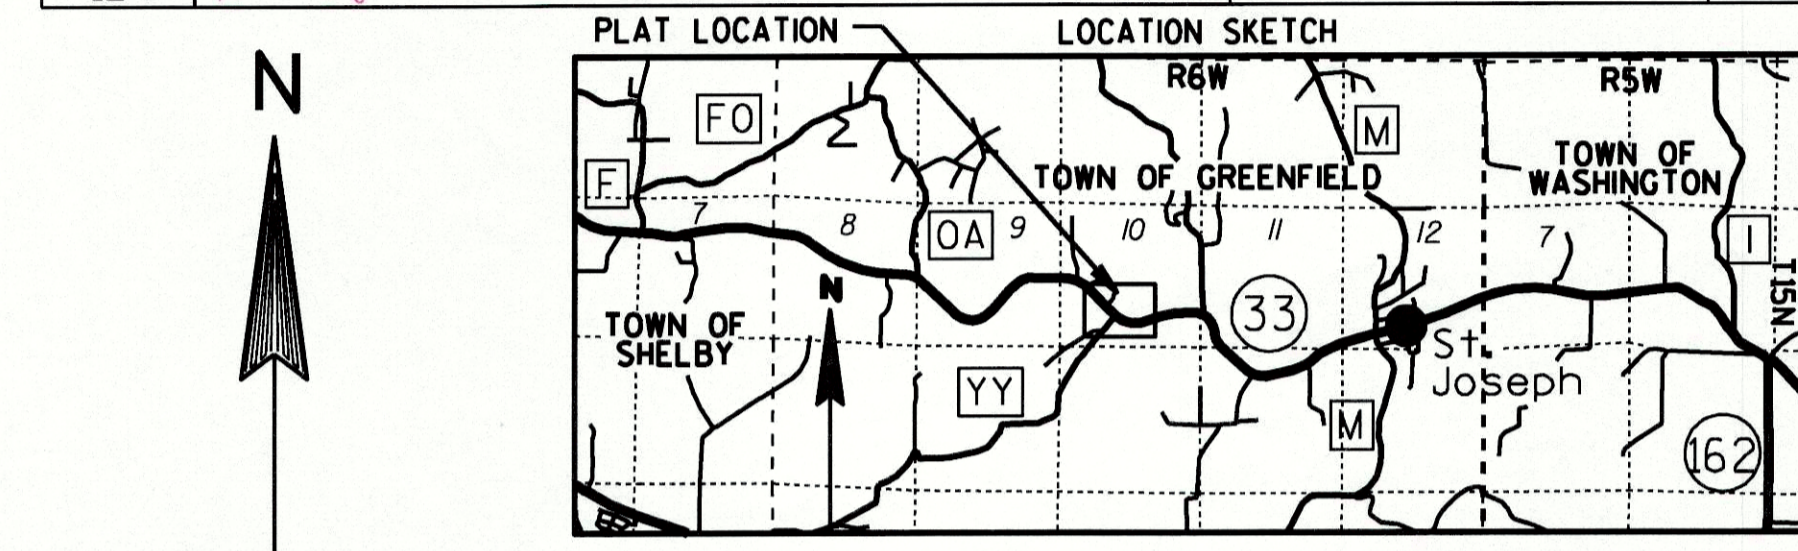 PLAT LOCATION
LOCATION SKETCH
N
R6W
R5W
FO
M
TOWN OF
WASHINGTON
TOWN OF GREENFIELD
F
7
8
OA
9
10
11
12
7
I
T15N
N
33
TOWN OF
SHELBY
St.
Joseph
YY
M
162